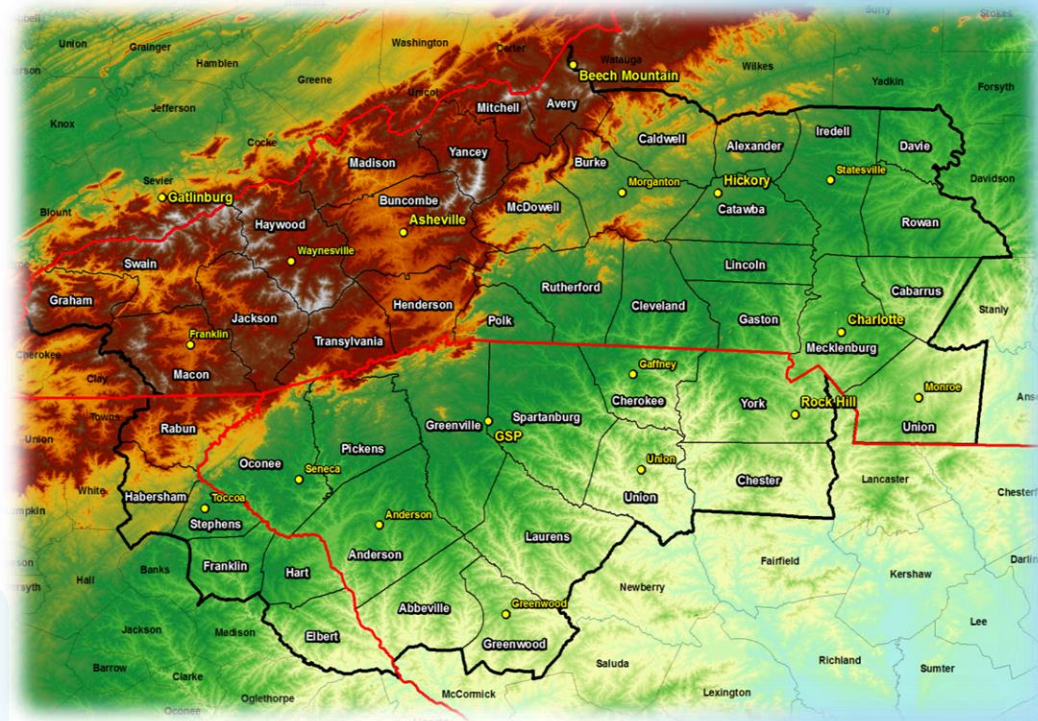 Surry
Stokes
Union
Grainger
Washington
Carter
Watauga
Hamblen
Beech Mountain
Wilkes
Yadkin
Forsyth
Greene
Unicoi
Mitchell
Avery
Jefferson
Knox
Cocke
Caldwell
Alexander
Iredell
Davie
Madison
Yancey
Burke
Sevier
Gatlinburg
Morganton
Hickory
Statesville
Davidson
Blount
Haywood
Buncombe
McDowell
Catawba
Asheville
Rowan
Waynesville
Swain
Lincoln
Graham
Rutherford
Cabarrus
Henderson
Cleveland
Stanly
Jackson
Polk
Gaston
Charlotte
Franklin
Transylvania
Mecklenburg
Cherokee
Macon
Clay
Gaffney
Monroe
Towns
Cherokee
York
Rock Hill
Rabun
Greenville
Spartanburg
Union
Union
GSP
Pickens
Oconee
Seneca
Union
White
Habersham
Union
Chester
Lancaster
Toccoa
Stephens
Anderson
Laurens
Anderson
Fairfield
Banks
Franklin
Hart
Hall
Kershaw
Newberry
Abbeville
Greenwood
Jackson
Madison
Elbert
Greenwood
Lee
Barrow
Clarke
Saluda
Richland
Sumter
Oglethorpe
McCormick
Lexington
Oconee